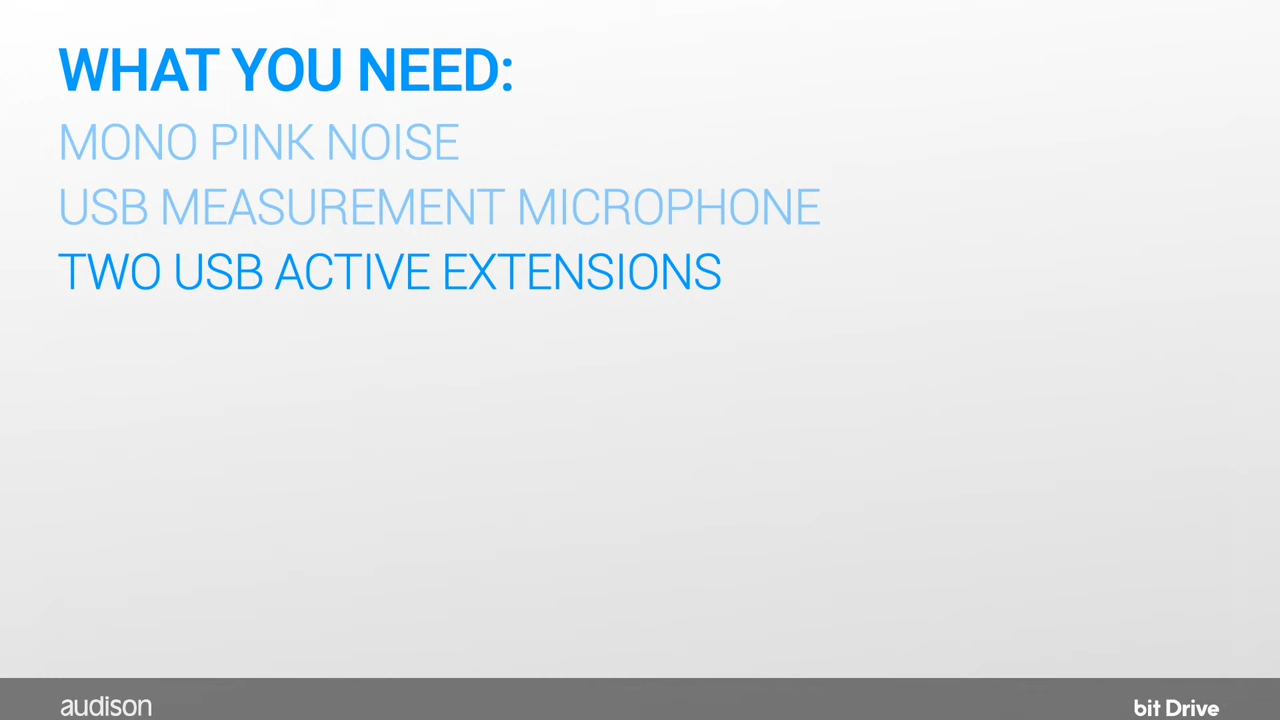 WHAT YOU NEED:
MONO PINK NOISE
USB MEASUREMENT MICROPHONE
TWO USB ACTIVE EXTENSIONS
audison
bit Drive